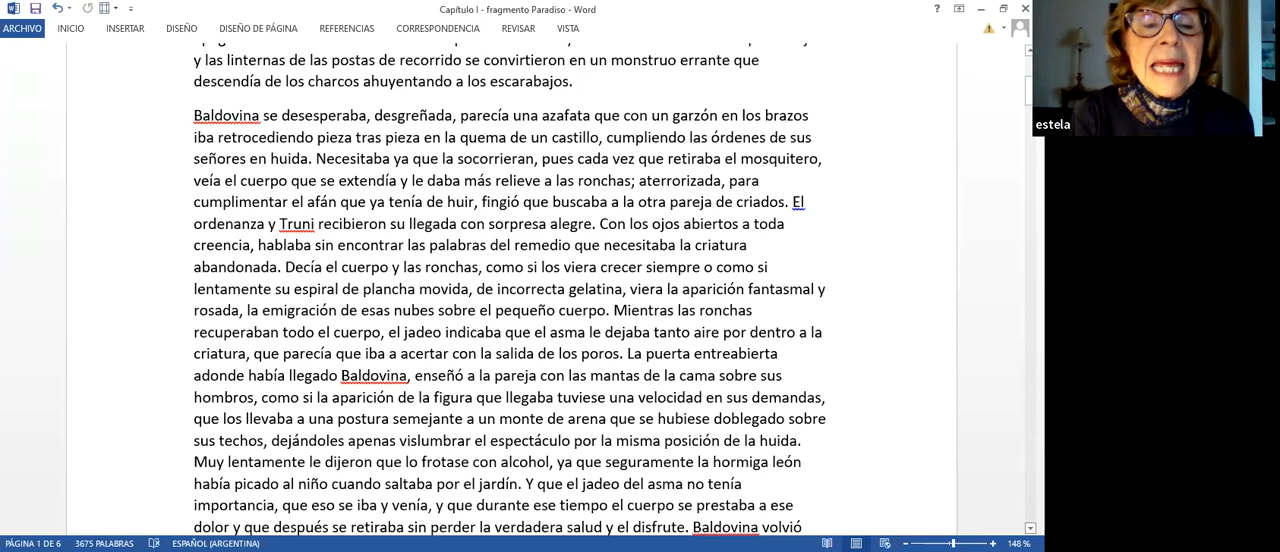 Capítulo I - fragmento Paradiso - Word
ARCHIVO INICIO INSERTAR DISEÑO DISEÑO DE PÁGINA REFERENCIAS CORRESPONDENCIA REVISAR VISTA
y las linternas de las postas de recorrido se convirtieron en un monstruo errante que
descendía de los charcos ahuyentando a los escarabajos.
Baldovina se desesperaba, desgreñada, parecía una azafata que con un garzón en los brazos
iba retrocediendo pieza tras pieza en la quema de un castillo, cumpliendo las órdenes de sus
señores en huida. Necesitaba ya que la socorrieran, pues cada vez que retiraba el mosquitero,
veía el cuerpo que se extendía y le daba más relieve a las ronchas; aterrorizada, para
cumplimentar el afán que ya tenía de huir, fingió que buscaba a la otra pareja de criados. El
ordenanza y Truni recibieron su llegada con sorpresa alegre. Con los ojos abiertos a toda
creencia, hablaba sin encontrar las palabras del remedio que necesitaba la criatura
abandonada. Decía el cuerpo y las ronchas, como si los viera crecer siempre o como si
lentamente su espiral de plancha movida, de incorrecta gelatina, viera la aparición fantasmal y
rosada, la emigración de esas nubes sobre el pequeño cuerpo. Mientras las ronchas
recuperaban todo el cuerpo, el jadeo indicaba que el asma le dejaba tanto aire por dentro a la
criatura, que parecía que iba a acertar con la salida de los poros. La puerta entreabierta
adonde había llegado Baldovina, enseñó a la pareja con las mantas de la cama sobre sus
hombros, como si la aparición de la figura que llegaba tuviese una velocidad en sus demandas,
que los llevaba a una postura semejante a un monte de arena que se hubiese doblegado sobre
sus techos, dejándoles apenas vislumbrar el espectáculo por la misma posición de la huida.
Muy lentamente le dijeron que lo frotase con alcohol, ya que seguramente la hormiga león
había picado al niño cuando saltaba por el jardín. Y que el jadeo del asma no tenía
importancia, que eso se iba y venía, y que durante ese tiempo el cuerpo se prestaba a ese
dolor y que después se retiraba sin perder la verdadera salud y el disfrute. Baldovina volvió
PÁGINA 1 DE 6 3675 PALABRAS ESPAÑOL (ARGENTINA) 148 %
estela